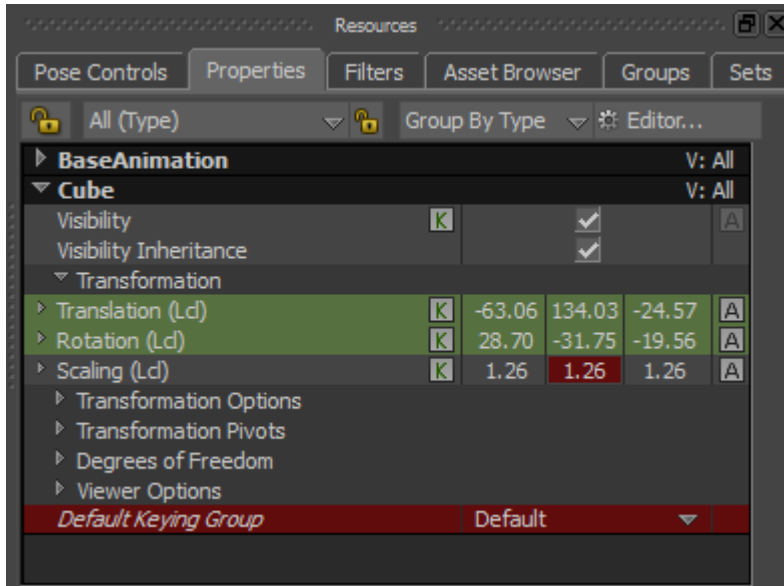 Resources
Pose Controls Properties Filters Asset Browser Groups Sets
All (Type) Group By Type Editor...
BaseAnimation V: All
Cube V: All
Visibility K A
Visibility Inheritance
Transformation
Translation (Lcl) K -63.06 134.03 -24.57 A
Rotation (Lcl) K 28.70 -31.75 -19.56 A
Scaling (Lcl) K 1.26 1.26 1.26 A
Transformation Options
Transformation Pivots
Degrees of Freedom
Viewer Options
Default Keying Group Default